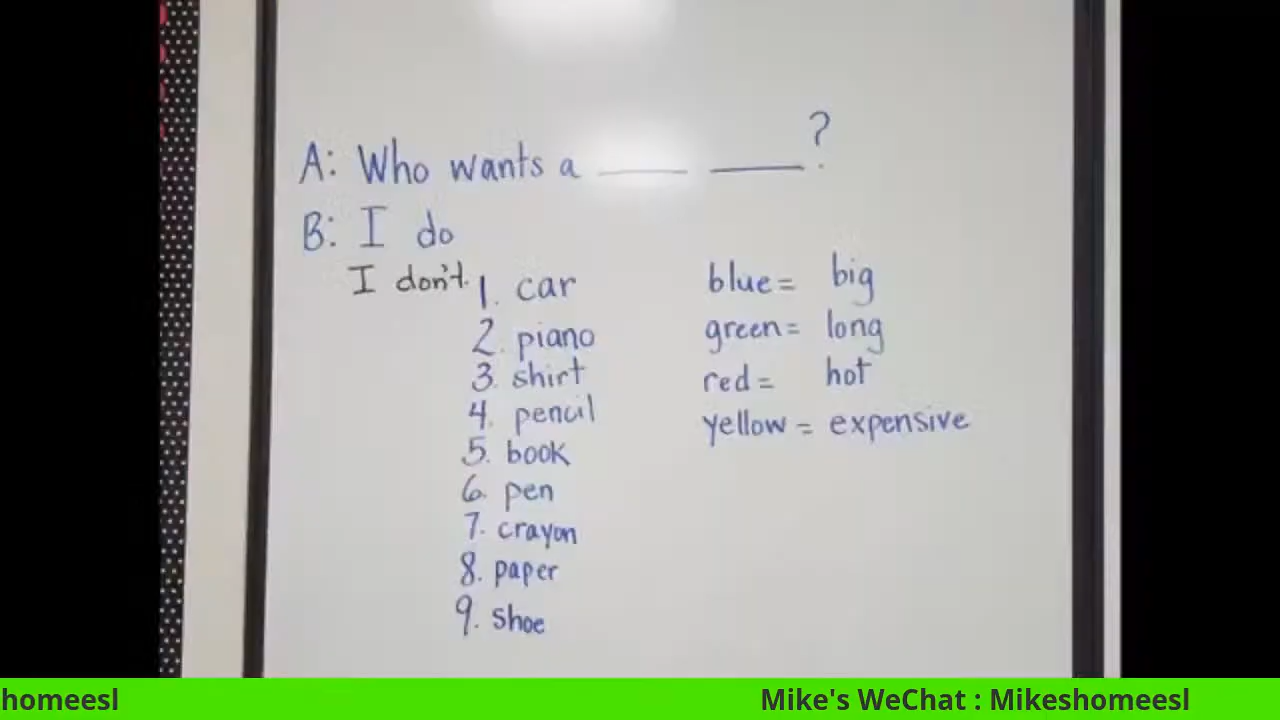 A: Who wants a ____ ____?
B: I do
I don't.
1. car
2. piano
3. shirt
4. pencil
5. book
6. pen
7. crayon
8. paper
9. shoe
blue = big
green = long
red = hot
yellow = expensive
homeesl
Mike's WeChat : Mikeshomeesl